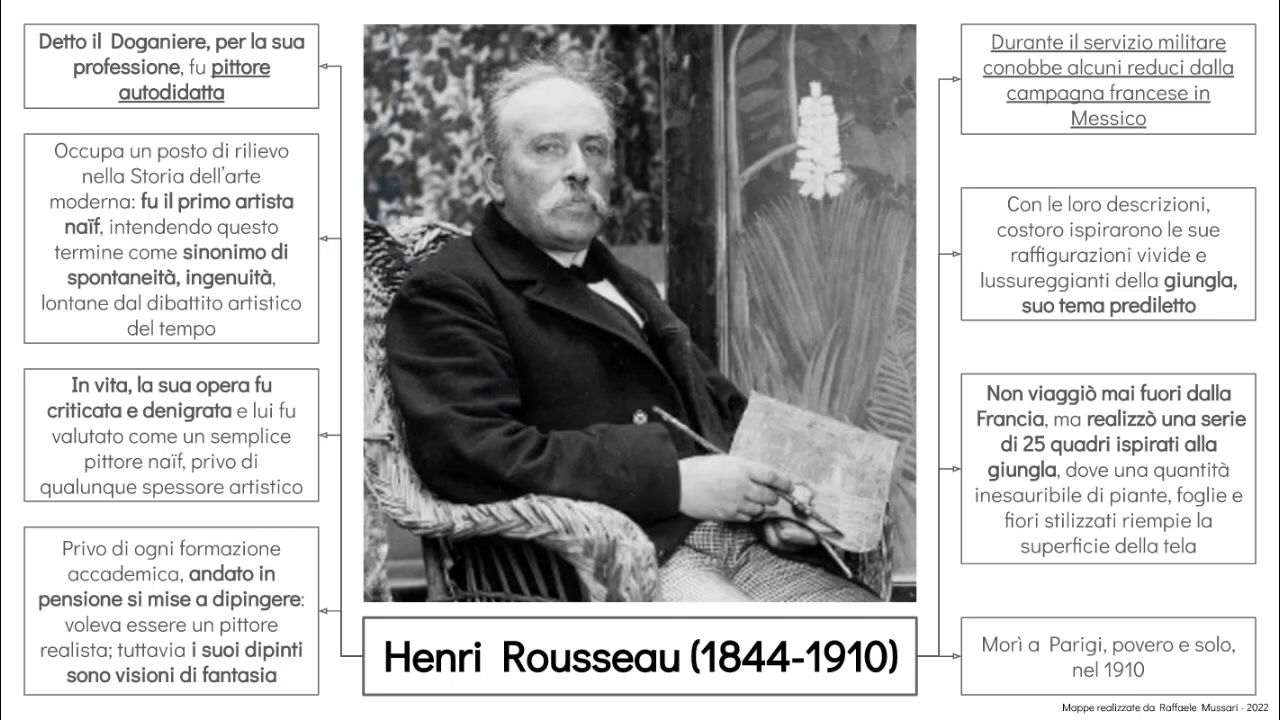 Detto il Doganiere, per la sua
professione, fu pittore
autodidatta
Occupa un posto di rilievo
nella Storia dell'arte
moderna: fu il primo artista
naïf, intendendo questo
termine come sinonimo di
spontaneità, ingenuità,
lontane dal dibattito artistico
del tempo
In vita, la sua opera fu
criticata e denigrata e lui fu
valutato come un semplice
pittore naïf, privo di
qualunque spessore artistico
Privo di ogni formazione
accademica, andato in
pensione si mise a dipingere:
voleva essere un pittore
realista; tuttavia i suoi dipinti
sono visioni di fantasia
Henri Rousseau (1844-1910)
Durante il servizio militare
conobbe alcuni reduci dalla
campagna francese in
Messico
Con le loro descrizioni,
costoro ispirarono le sue
raffigurazioni vivide e
lussureggianti della giungla,
suo tema prediletto
Non viaggiò mai fuori dalla
Francia, ma realizzò una serie
di 25 quadri ispirati alla
giungla, dove una quantità
inesauribile di piante, foglie e
fiori stilizzati riempie la
superficie della tela
Morì a Parigi, povero e solo,
nel 1910
Mappe realizzate da Raffaele Mussari - 2022